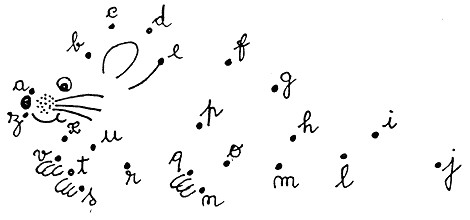 c d
b e f
a g
z p h i
x u
v t r q o m l j
s n